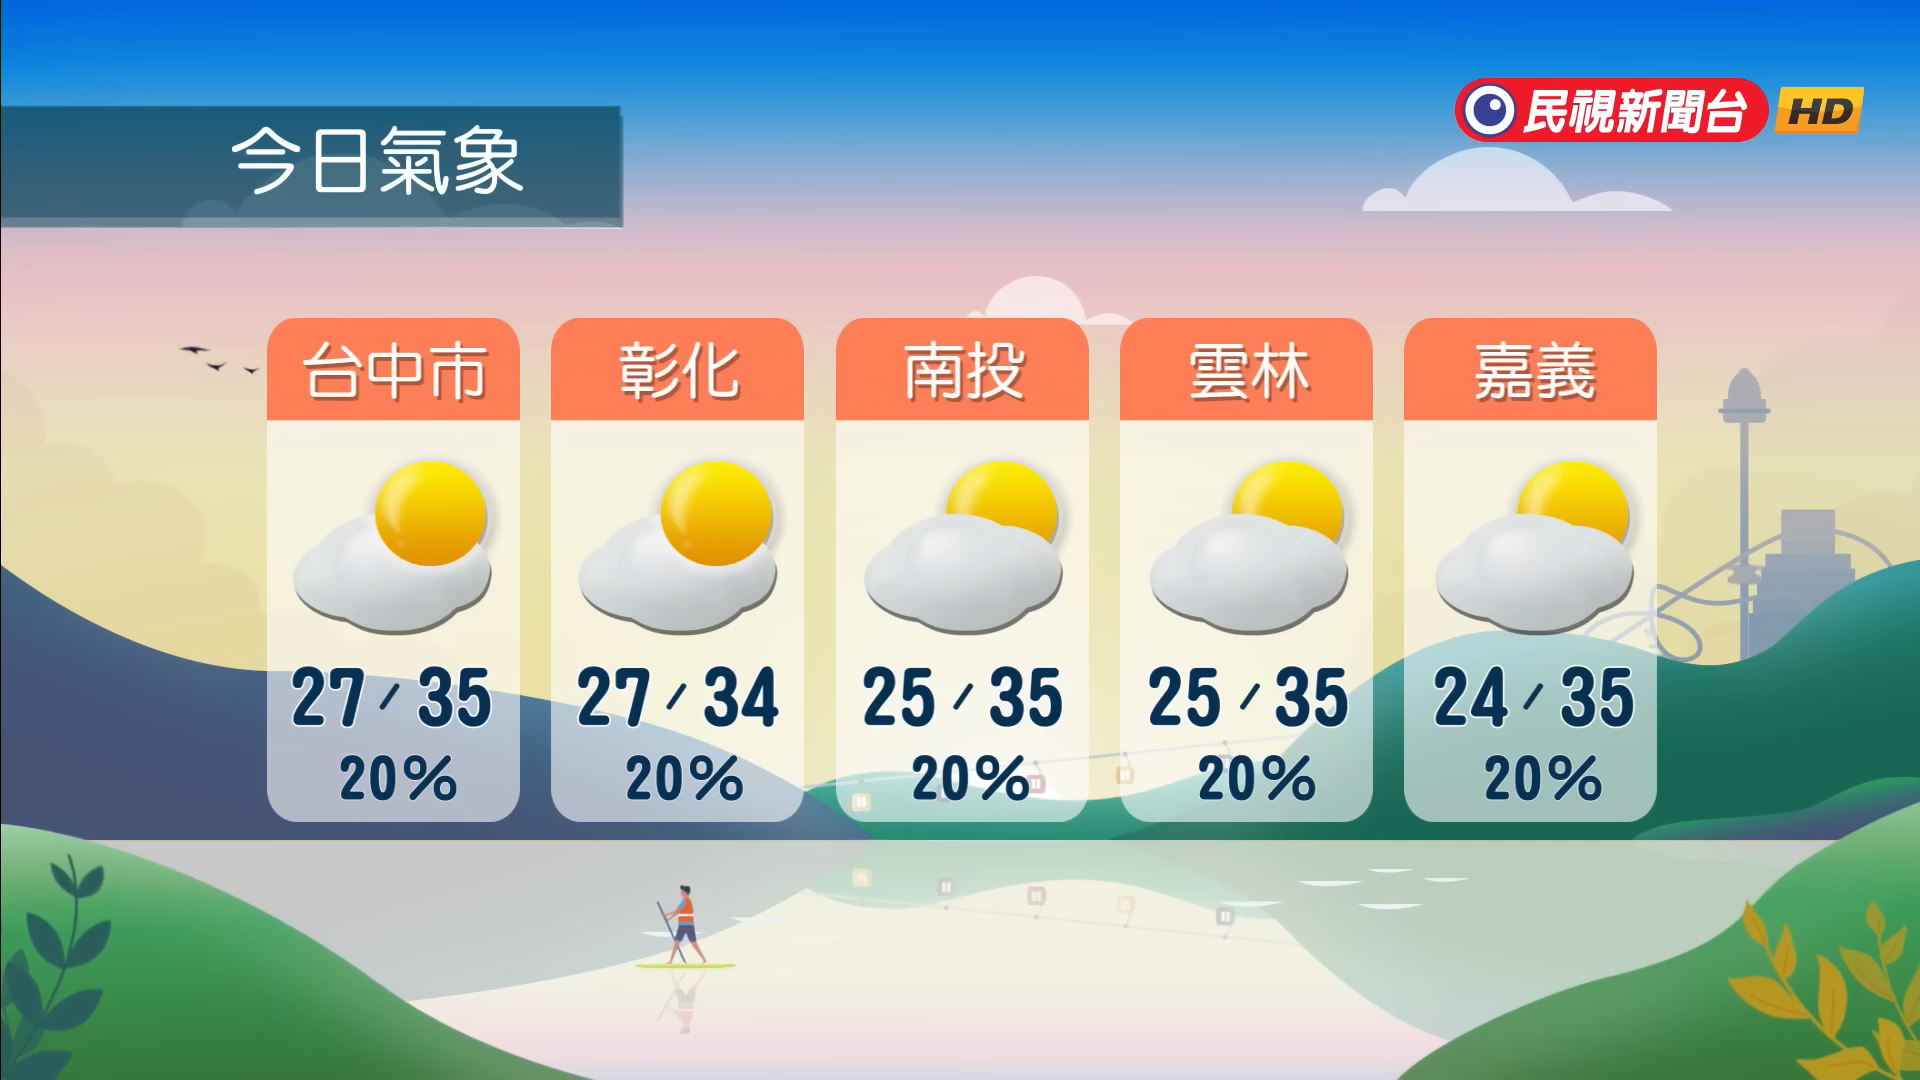 民視新聞台 HD
今日氣象
台中市 彰化 南投 雲林 嘉義
27/35 27/34 25/35 25/35 24/35
20% 20% 20% 20% 20%